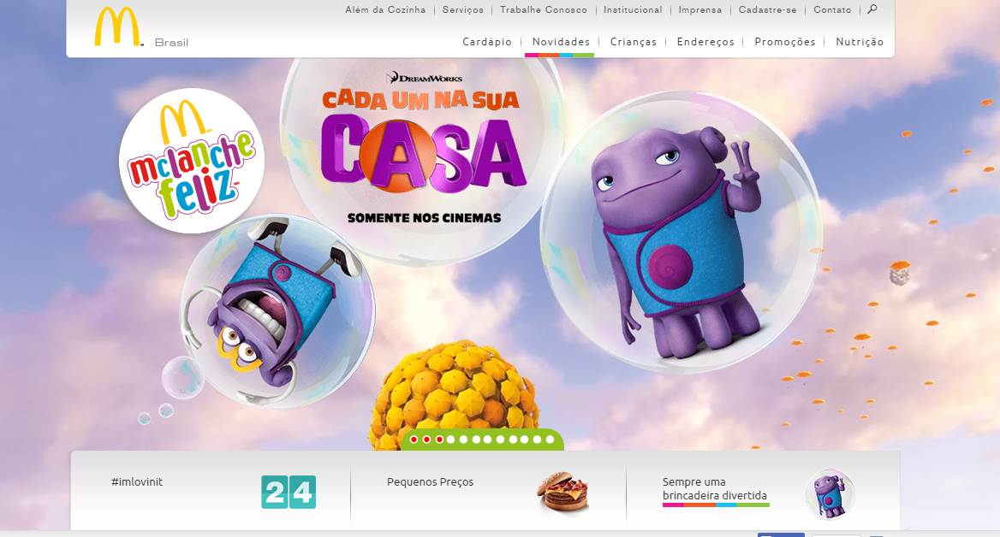 Além da Cozinha
Serviços
Trabalhe Conosco
Institucional
Imprensa
Cadastre-se
Contato
Brasil
Cardápio
Novidades
Crianças
Endereços
Promoções
Nutrição
DREAMWORKS
CADA UM NA SUA
CASA
SOMENTE NOS CINEMAS
mclanche
feliz
#imlovinit
24
Pequenos Preços
Sempre uma
brincadeira divertida